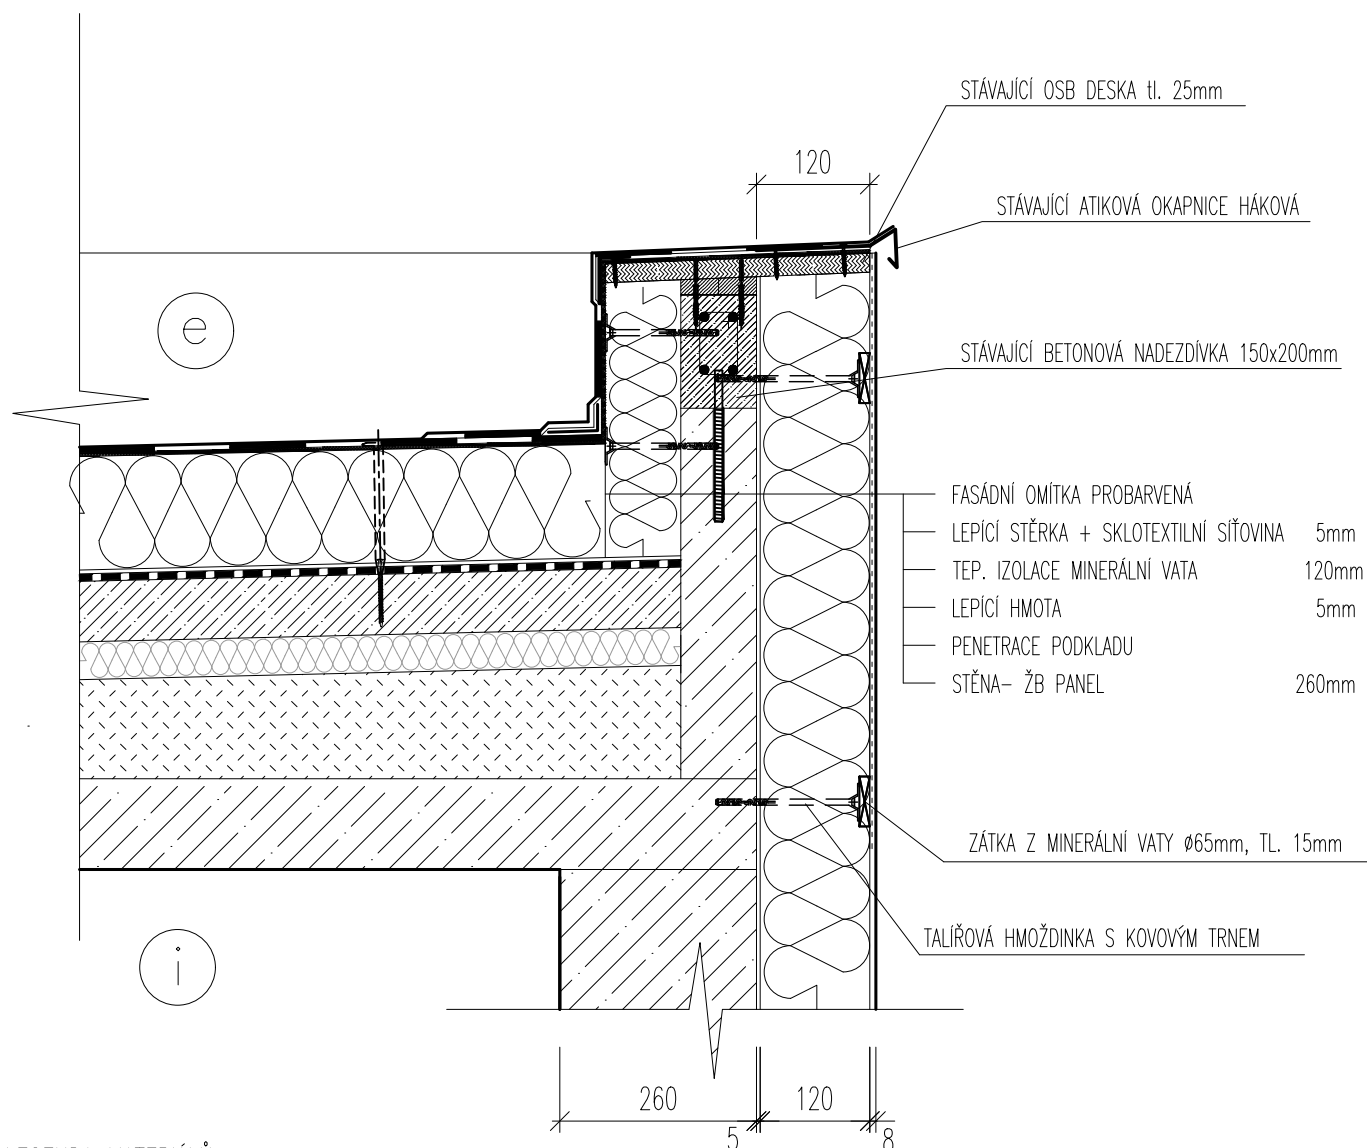 STÁVAJÍCÍ OSB DESKA tl. 25mm
120
STÁVAJÍCÍ ATIKOVÁ OKAPNICE HÁKOVÁ
e
STÁVAJÍCÍ BETONOVÁ NADEZDÍVKA 150x200mm
FASÁDNÍ OMÍTKA PROBARVENÁ
LEPÍCÍ STĚRKA + SKLOTEXTILNÍ SÍŤOVINA 5mm
TEP. IZOLACE MINERÁLNÍ VATA 120mm
LEPÍCÍ HMOTA 5mm
PENETRACE PODKLADU
STĚNA- ŽB PANEL 260mm
ZÁTKA Z MINERÁLNÍ VATY ø65mm, TL. 15mm
TALÍŘOVÁ HMOŽDINKA S KOVOVÝM TRNEM
i
260
120
5
8